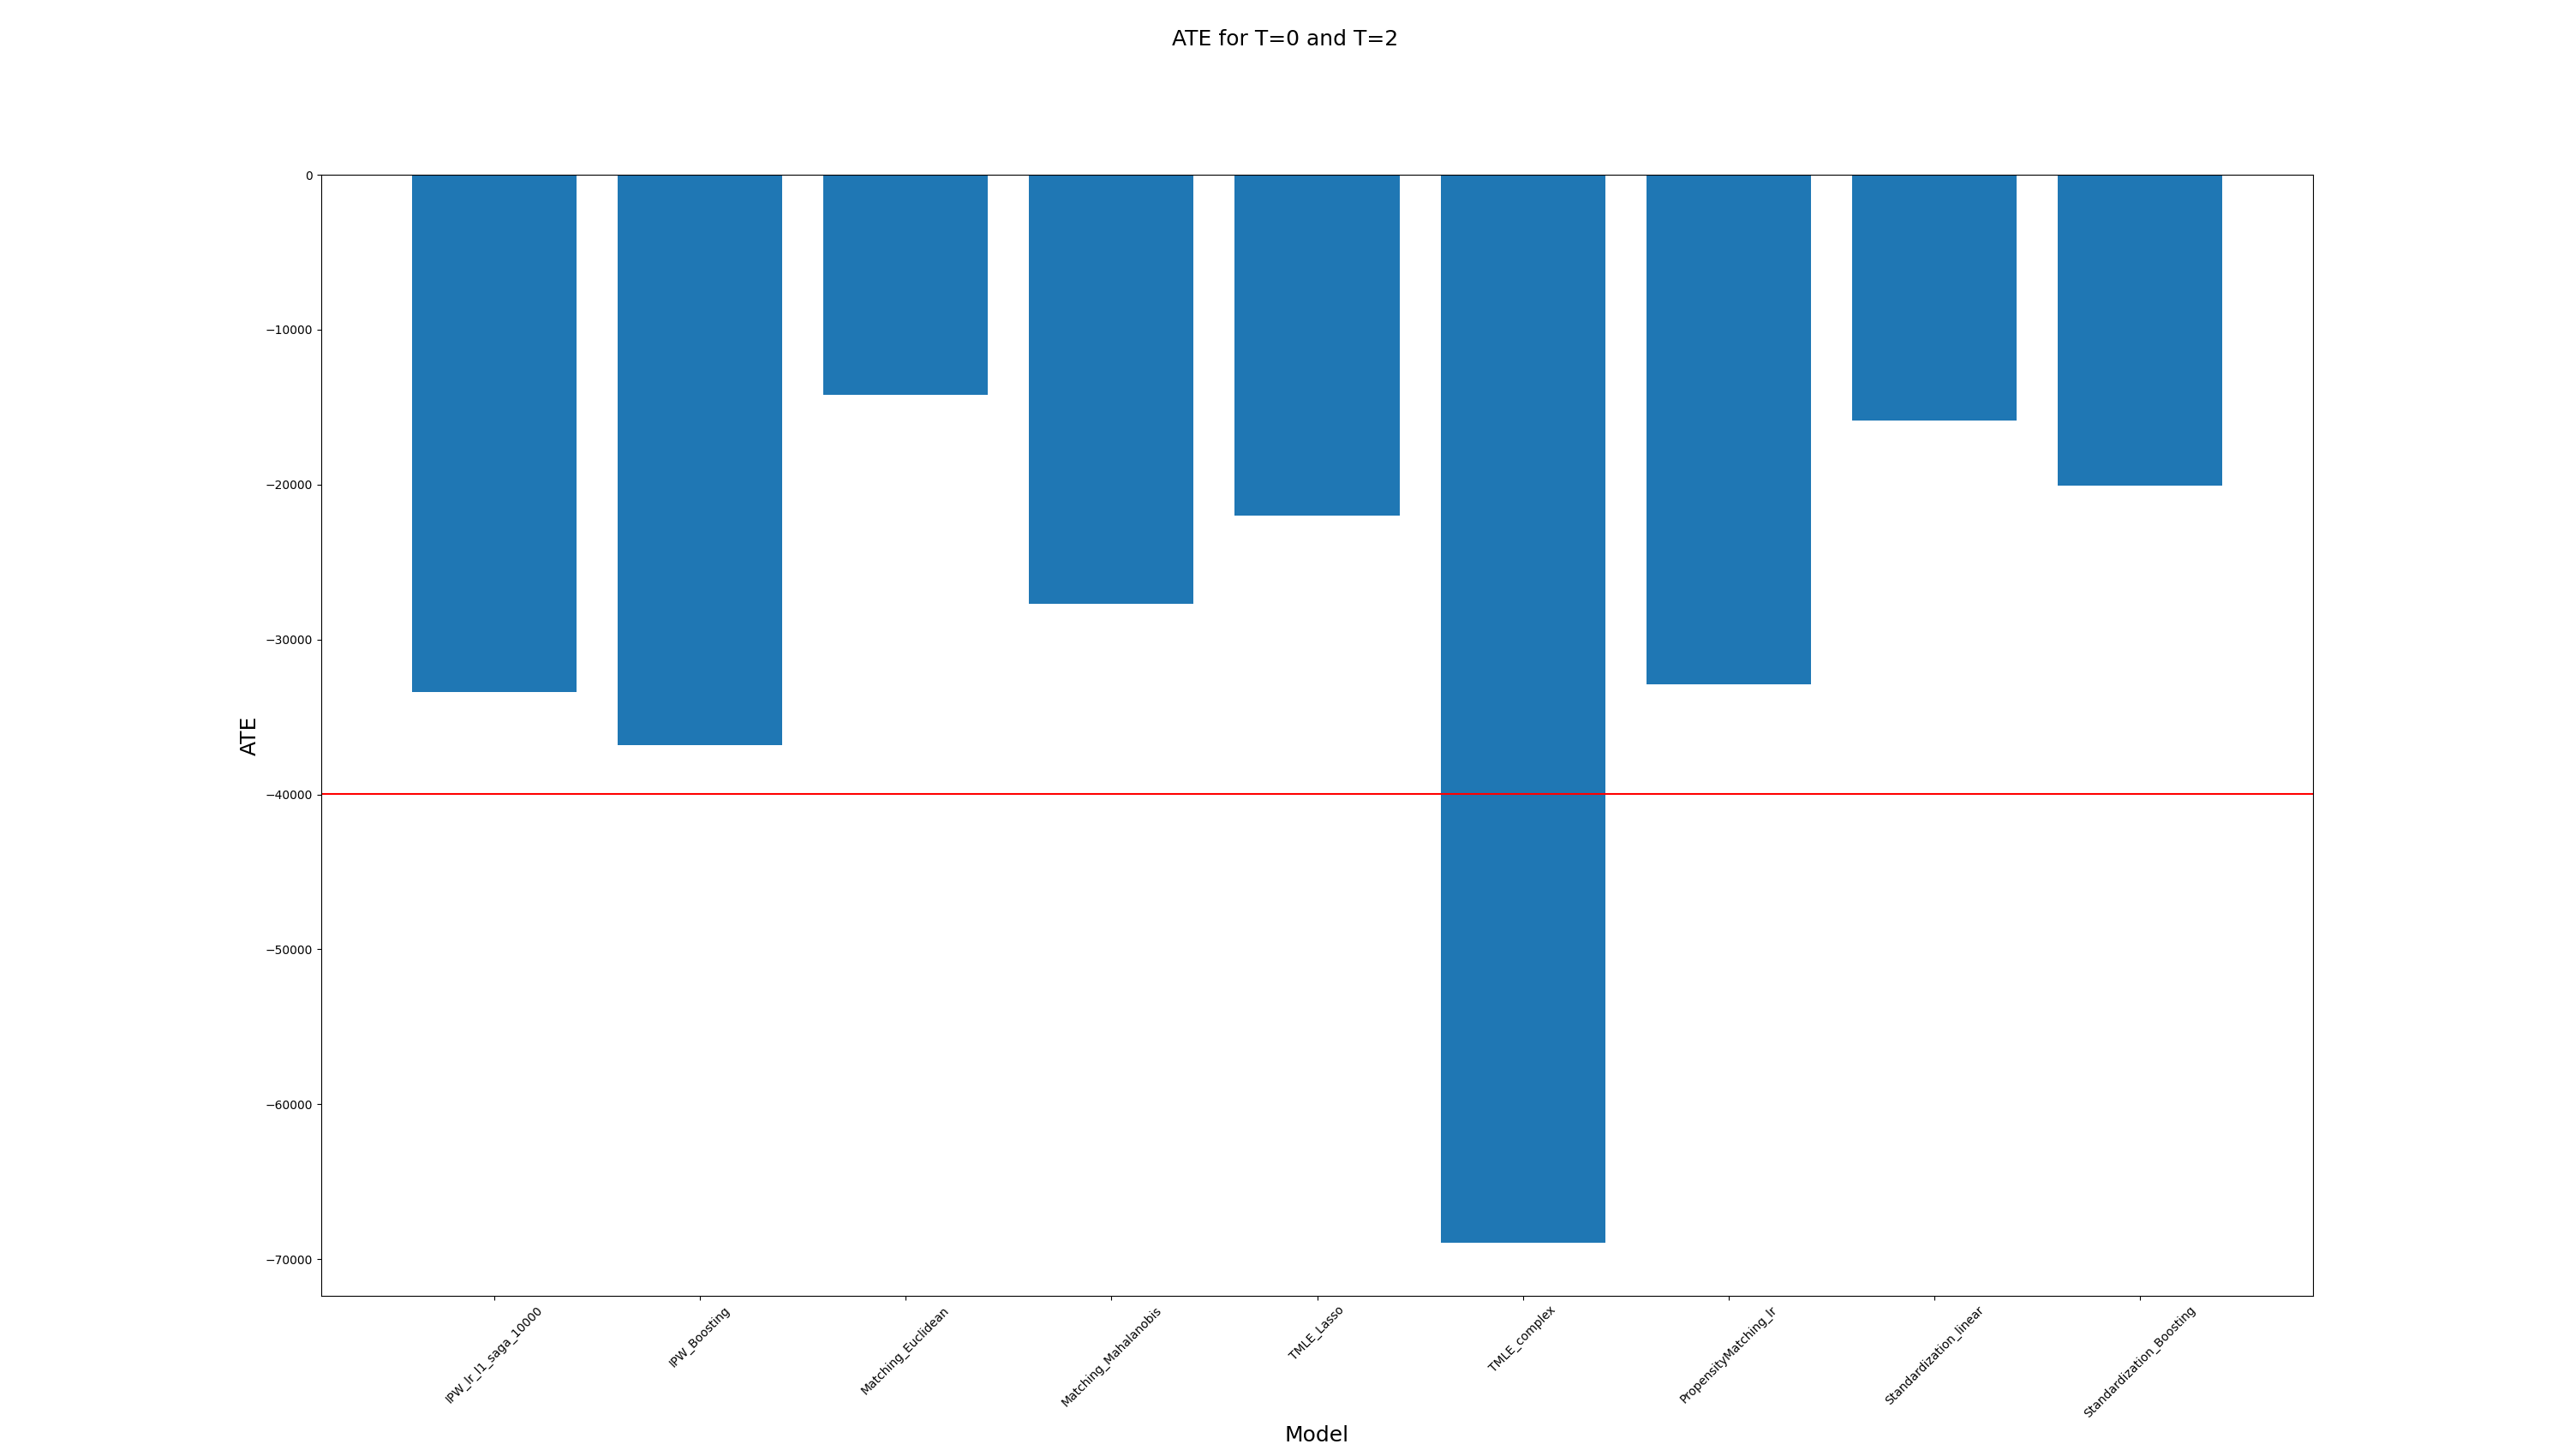 ATE for T=0 and T=2
0
−10000
−20000
−30000
−40000
−50000
−60000
−70000
ATE
IPW_lr_l1_saga_10000
IPW_Boosting
Matching_Euclidean
Matching_Mahalanobis
TMLE_Lasso
TMLE_complex
PropensityMatching_lr
Standardization_linear
Standardization_Boosting
Model